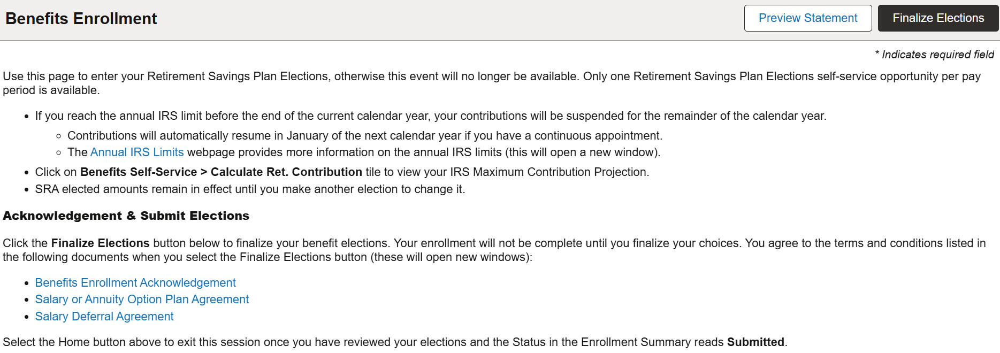 Benefits Enrollment
Preview Statement
Finalize Elections
* Indicates required field
Use this page to enter your Retirement Savings Plan Elections, otherwise this event will no longer be available. Only one Retirement Savings Plan Elections self-service opportunity per pay
period is available.
• If you reach the annual IRS limit before the end of the current calendar year, your contributions will be suspended for the remainder of the calendar year.
◦ Contributions will automatically resume in January of the next calendar year if you have a continuous appointment.
◦ The Annual IRS Limits webpage provides more information on the annual IRS limits (this will open a new window).
• Click on Benefits Self-Service > Calculate Ret. Contribution tile to view your IRS Maximum Contribution Projection.
• SRA elected amounts remain in effect until you make another election to change it.
Acknowledgement & Submit Elections
Click the Finalize Elections button below to finalize your benefit elections. Your enrollment will not be complete until you finalize your choices. You agree to the terms and conditions listed in
the following documents when you select the Finalize Elections button (these will open new windows):
• Benefits Enrollment Acknowledgement
• Salary or Annuity Option Plan Agreement
• Salary Deferral Agreement
Select the Home button above to exit this session once you have reviewed your elections and the Status in the Enrollment Summary reads Submitted.